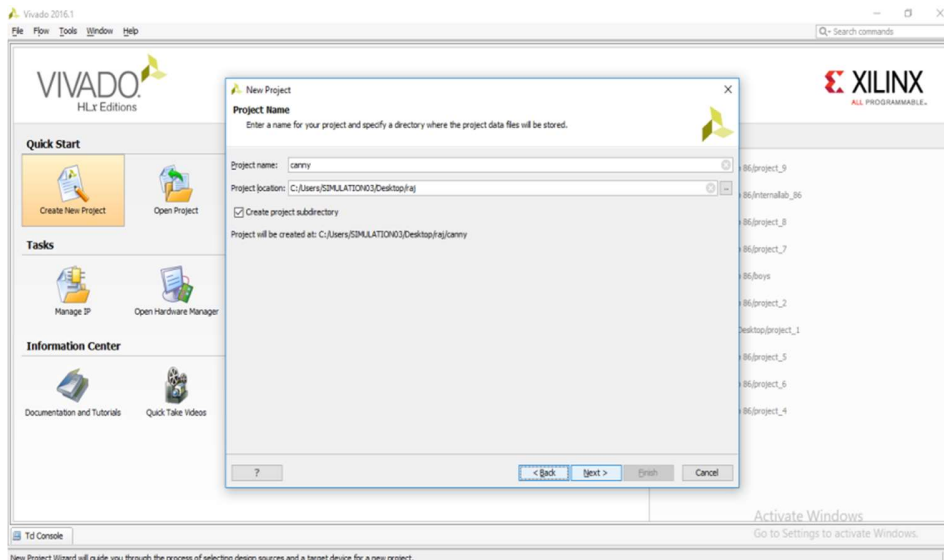 Vivado 2016.1
File Flow Tools Window Help
Search commands
VIVADO
HLx Editions
XILINX
ALL PROGRAMMABLE.
Quick Start
Create New Project
Open Project
Tasks
Manage IP
Open Hardware Manager
Information Center
Documentation and Tutorials
Quick Take Videos
New Project
Project Name
Enter a name for your project and specify a directory where the project data files will be stored.
Project name: canny
Project location: C:/Users/SIMULATION03/Desktop/raj
Create project subdirectory
Project will be created at: C:/Users/SIMULATION03/Desktop/raj/canny
?
< Back Next > Finish Cancel
86/project_9
86/internallab_86
86/project_8
86/project_7
86/boys
86/project_2
Desktop/project_1
86/project_5
86/project_6
86/project_4
Activate Windows
Go to Settings to activate Windows.
Tcl Console
New Project Wizard will guide you through the process of selecting design sources and a target device for a new project.